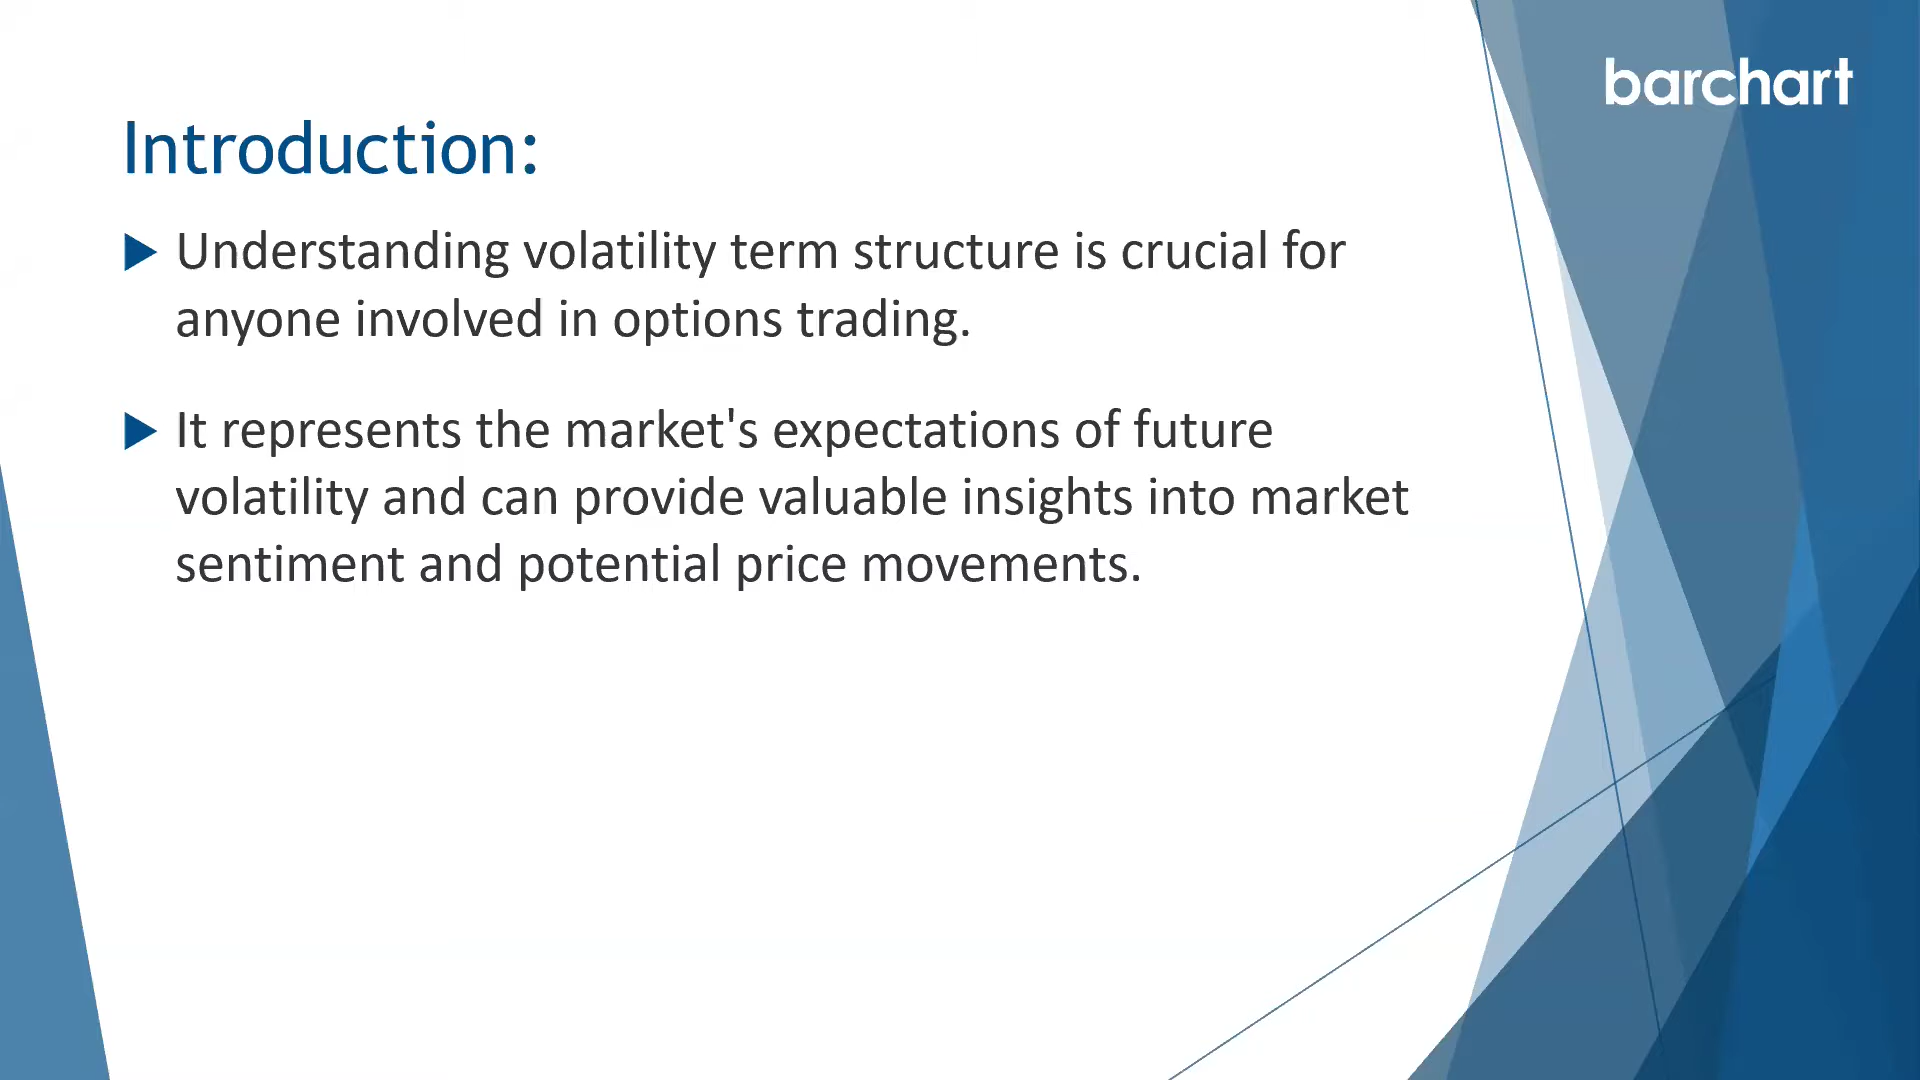 barchart
Introduction:
Understanding volatility term structure is crucial for
anyone involved in options trading.
It represents the market's expectations of future
volatility and can provide valuable insights into market
sentiment and potential price movements.